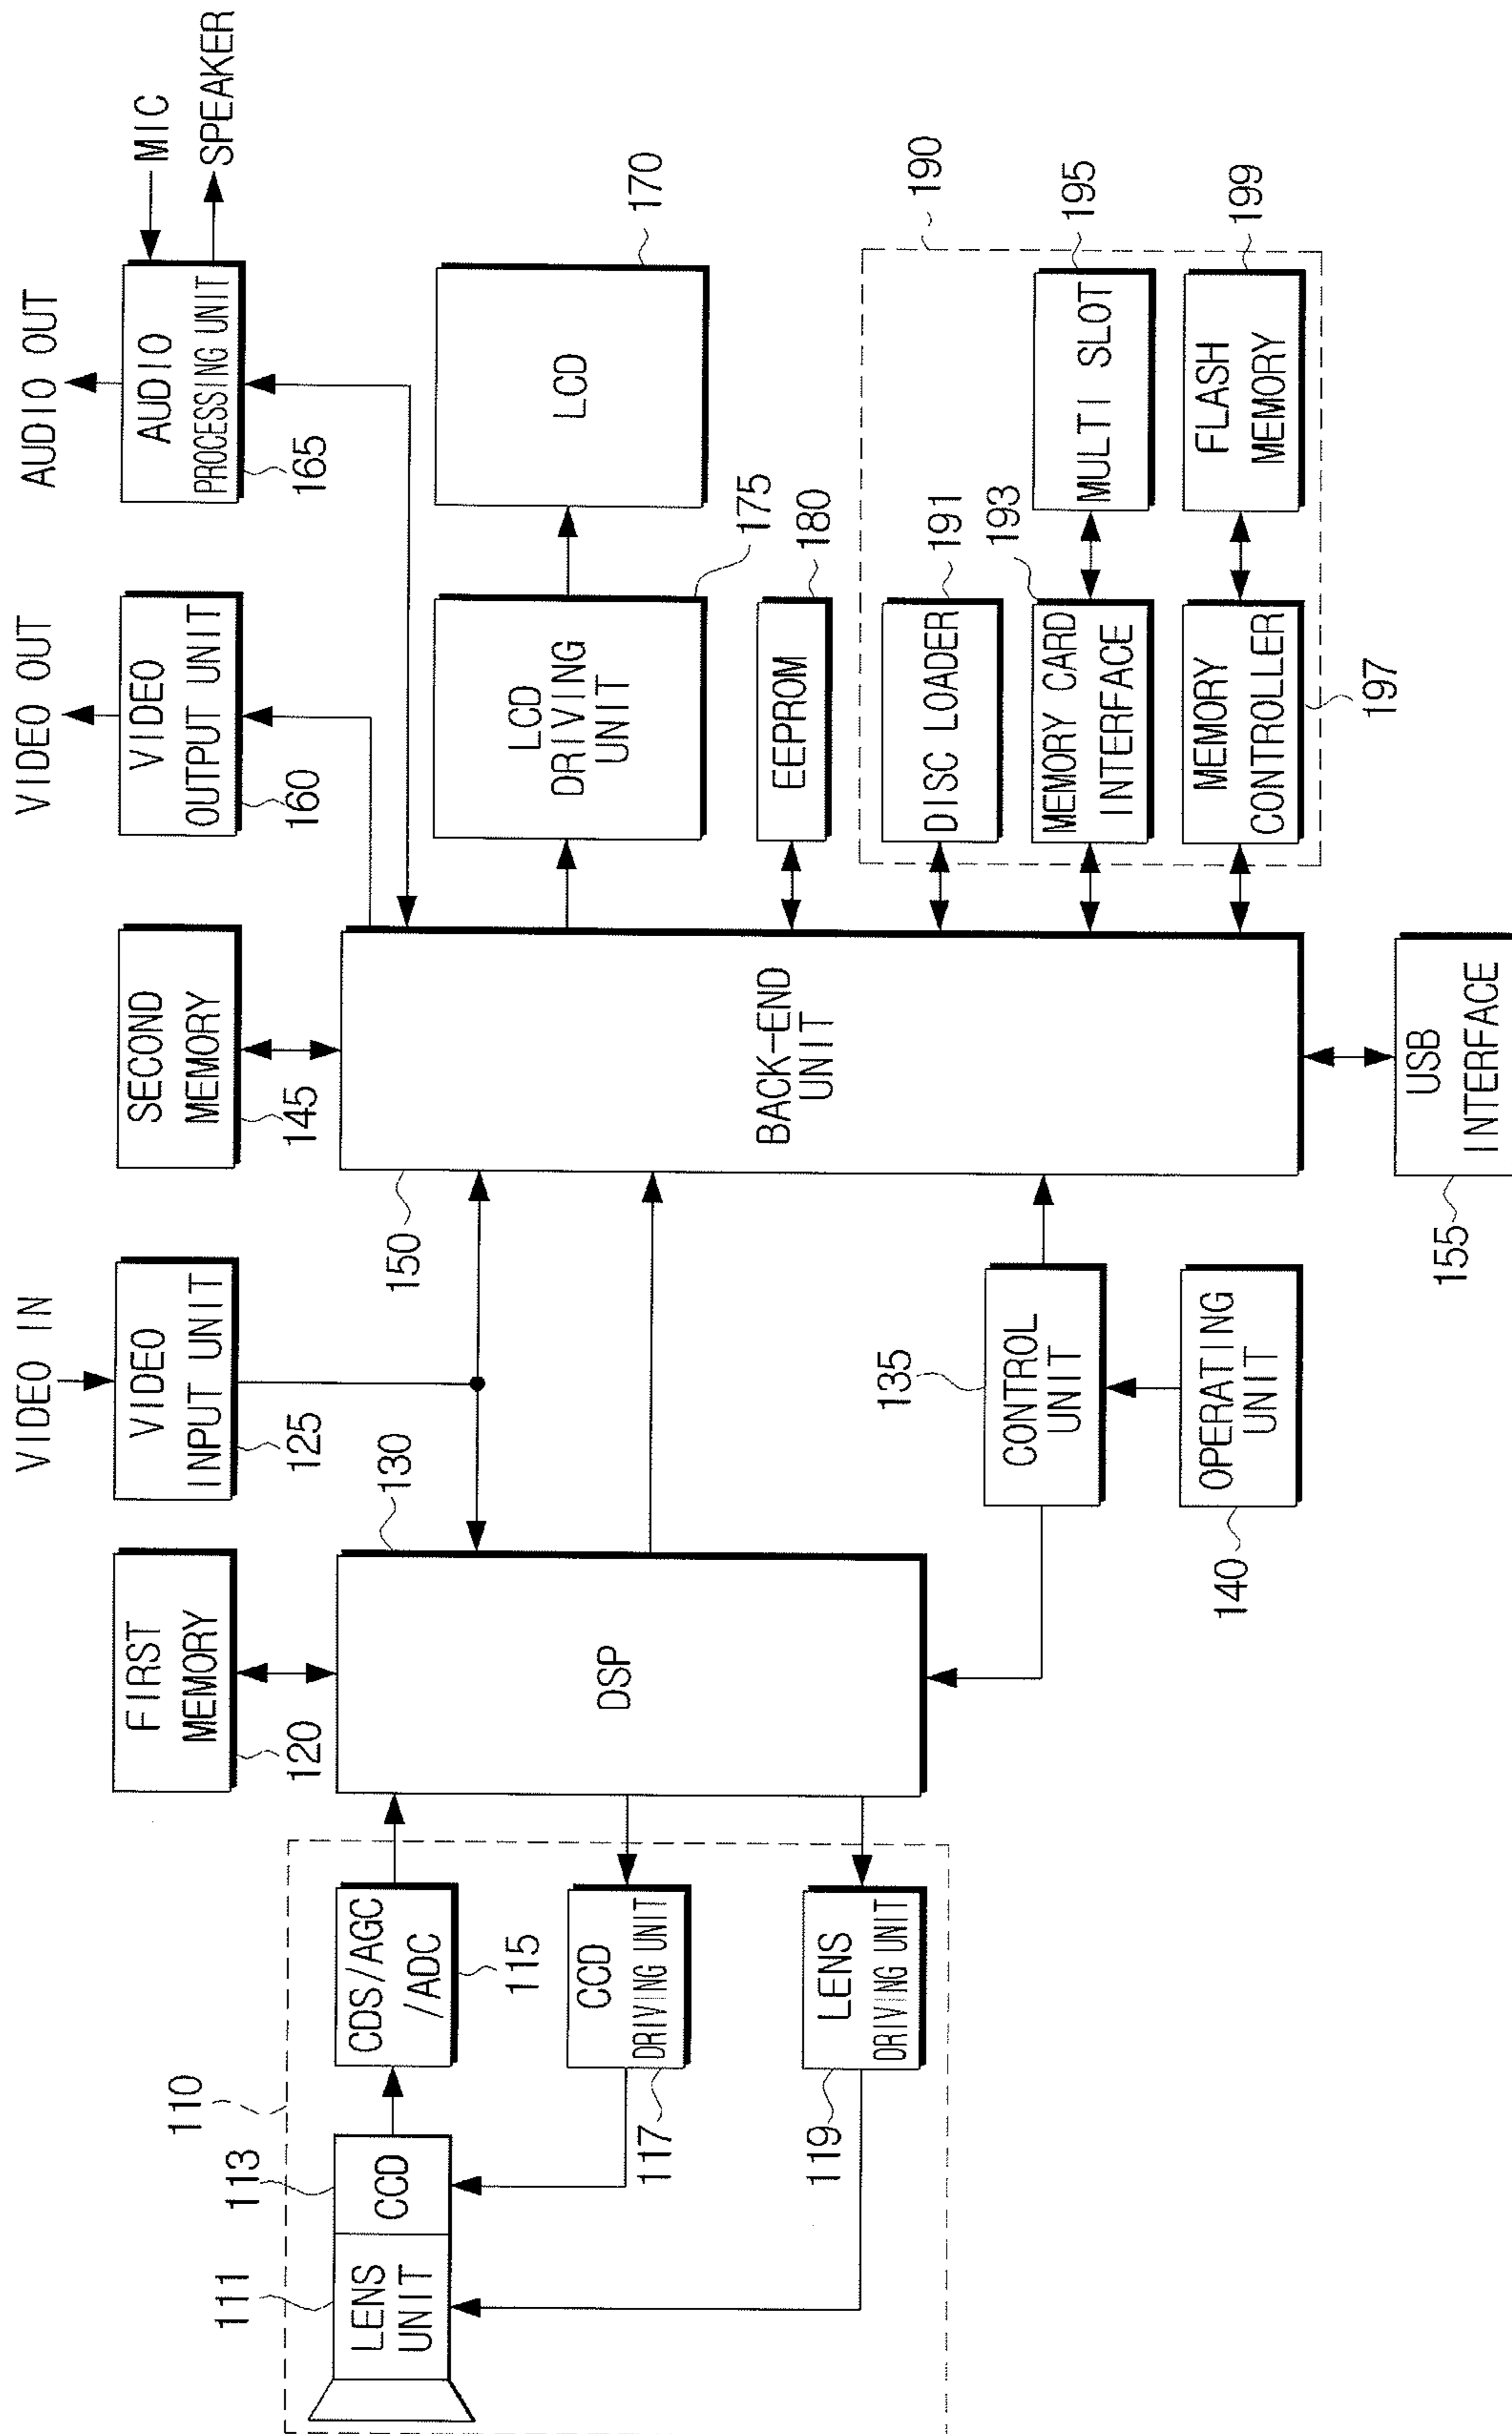 VIDEO IN
VIDEO OUT
AUDIO OUT
MIC
SPEAKER
FIRST
MEMORY
120
VIDEO
INPUT UNIT
125
SECOND
MEMORY
145
VIDEO
OUTPUT UNIT
160
AUDIO
PROCESSING UNIT
165
110
111
LENS
UNIT
113
CCD
CDS/AGC
/ADC
115
CCD
DRIVING UNIT
117
LENS
DRIVING UNIT
119
130
DSP
150
BACK-END
UNIT
135
CONTROL
UNIT
OPERATING
UNIT
140
LCD
DRIVING
UNIT
175
LCD
170
EEPROM
180
190
DISC LOADER
191
MEMORY CARD
INTERFACE
193
MULTI SLOT
195
MEMORY
CONTROLLER
197
FLASH
MEMORY
199
USB
INTERFACE
155